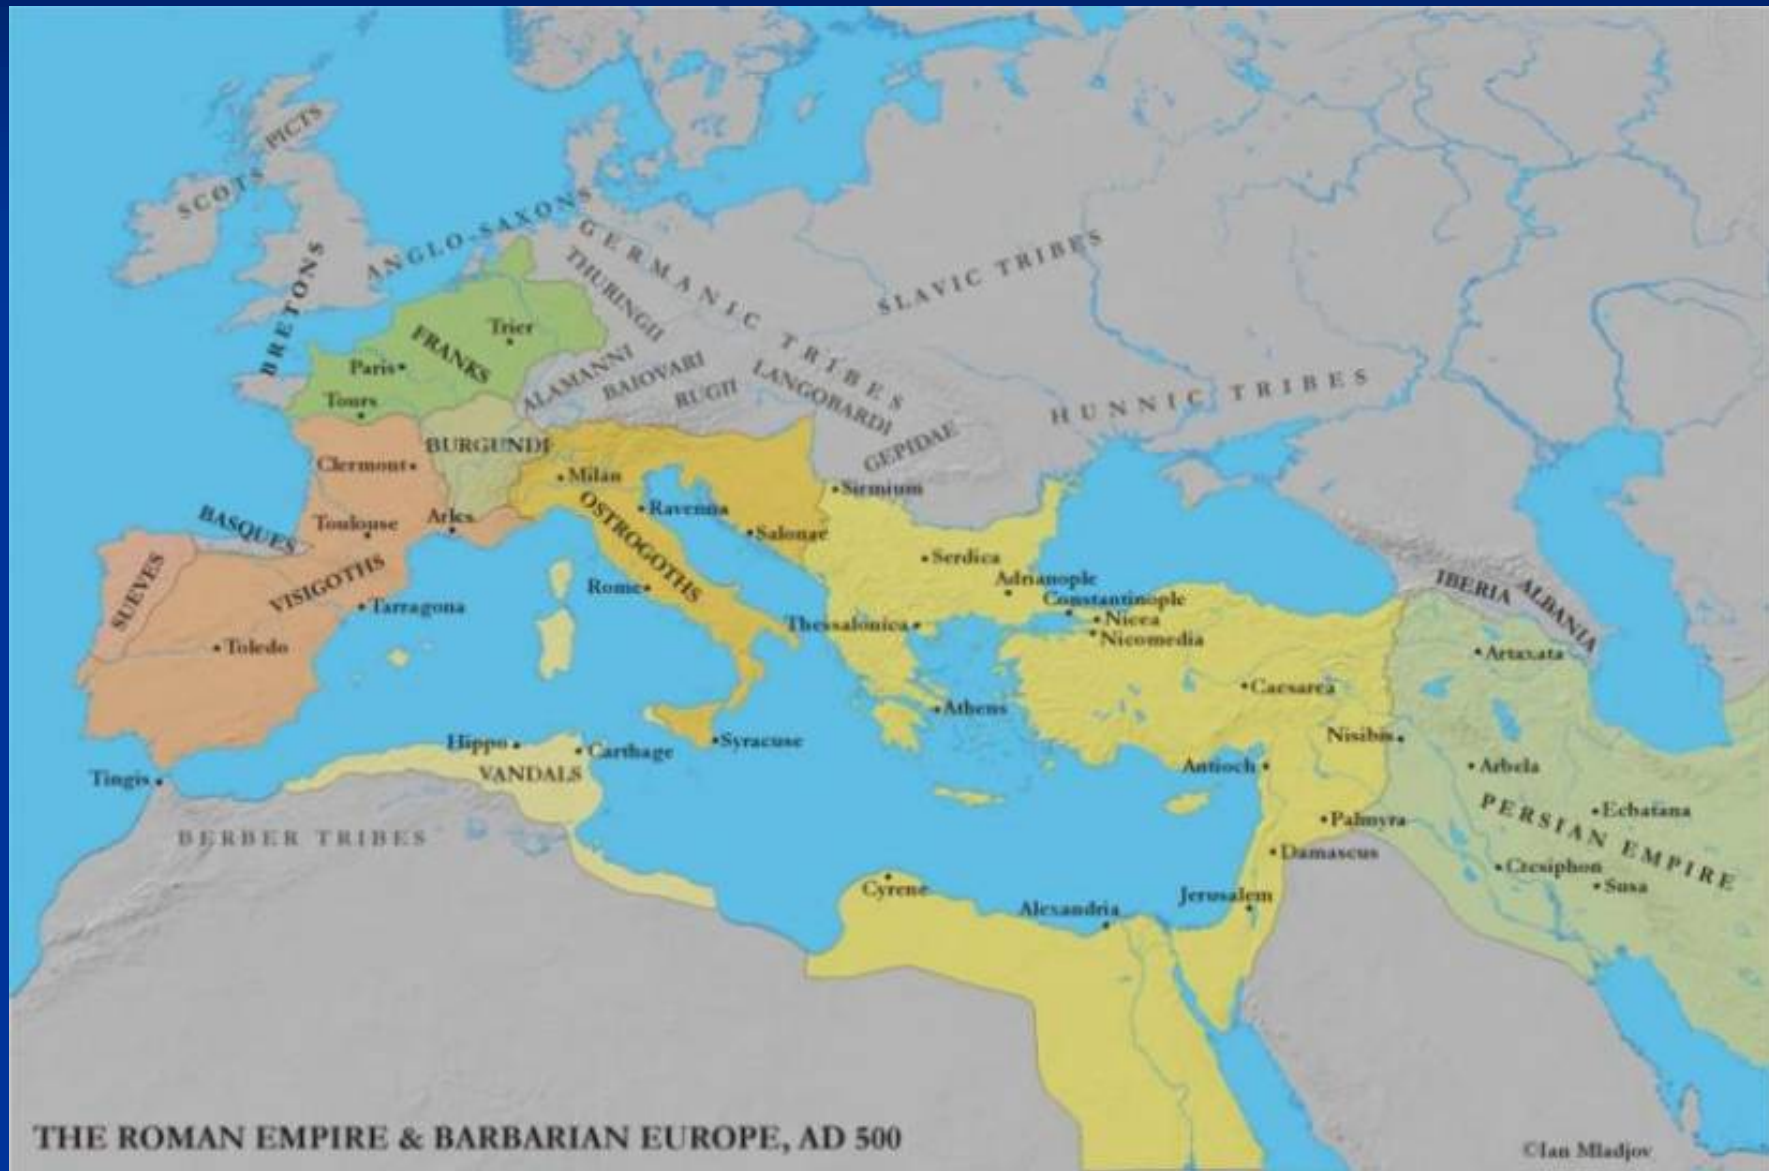 PICTS
SCOTS
ANGLO-SAXONS
BRETONS
GERMANIC TRIBES
THURINGII
SLAVIC TRIBES
FRANKS
Trier
Paris
Tours
ALAMANNI
BAIOVARI
RUGII
LANGOBARDI
GEPIDAE
HUNNIC TRIBES
BURGUNDI
Clermont
Milan
Sirmium
OSTROGOTHS
Ravenna
Salonae
BASQUES
Toulouse
Arles
SUEVES
VISIGOTHS
Tarragona
Toledo
Rome
Serdica
Adrianople
Constantinople
Nicea
Nicomedia
Thessalonica
IBERIA
ALBANIA
Artaxata
Caesarea
Athens
Nisibis
Hippo
Carthage
Syracuse
VANDALS
Tingis
Antioch
Arbela
BERBER TRIBES
Palmyra
PERSIAN EMPIRE
Ecbatana
Damascus
Ctesiphon
Susa
Cyrene
Alexandria
Jerusalem
THE ROMAN EMPIRE & BARBARIAN EUROPE, AD 500
©Ian Mladjov